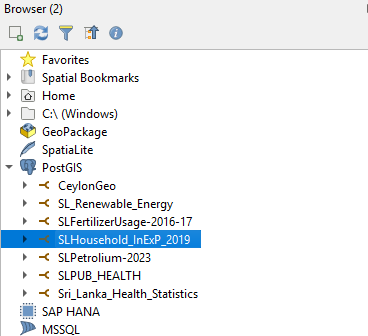 Browser (2)
Favorites
Spatial Bookmarks
Home
C:\ (Windows)
GeoPackage
SpatiaLite
PostGIS
CeylonGeo
SL_Renewable_Energy
SLFertilizerUsage-2016-17
SLHousehold_InExP_2019
SLPetrolium-2023
SLPUB_HEALTH
Sri_Lanka_Health_Statistics
SAP HANA
MSSQL